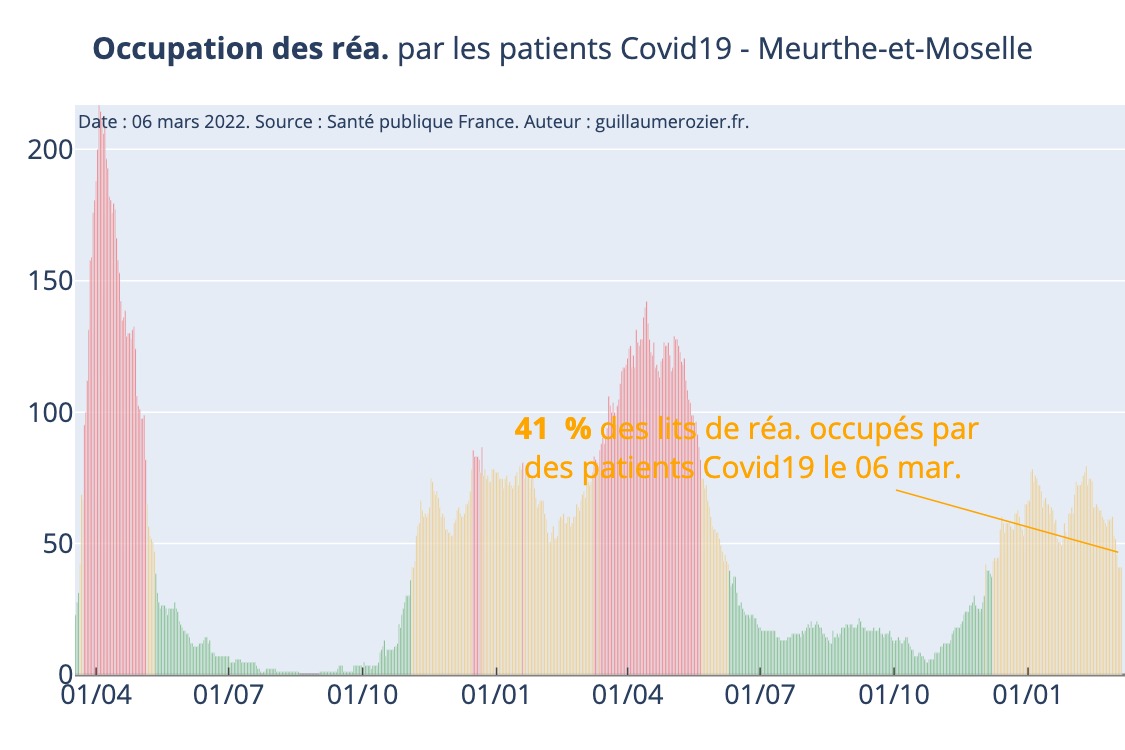 Occupation des réa. par les patients Covid19 - Meurthe-et-Moselle
Date : 06 mars 2022. Source : Santé publique France. Auteur : guillaumerozier.fr.
200
150
100
41 % des lits de réa. occupés par
des patients Covid19 le 06 mar.
50
0
01/04 01/07 01/10 01/01 01/04 01/07 01/10 01/01